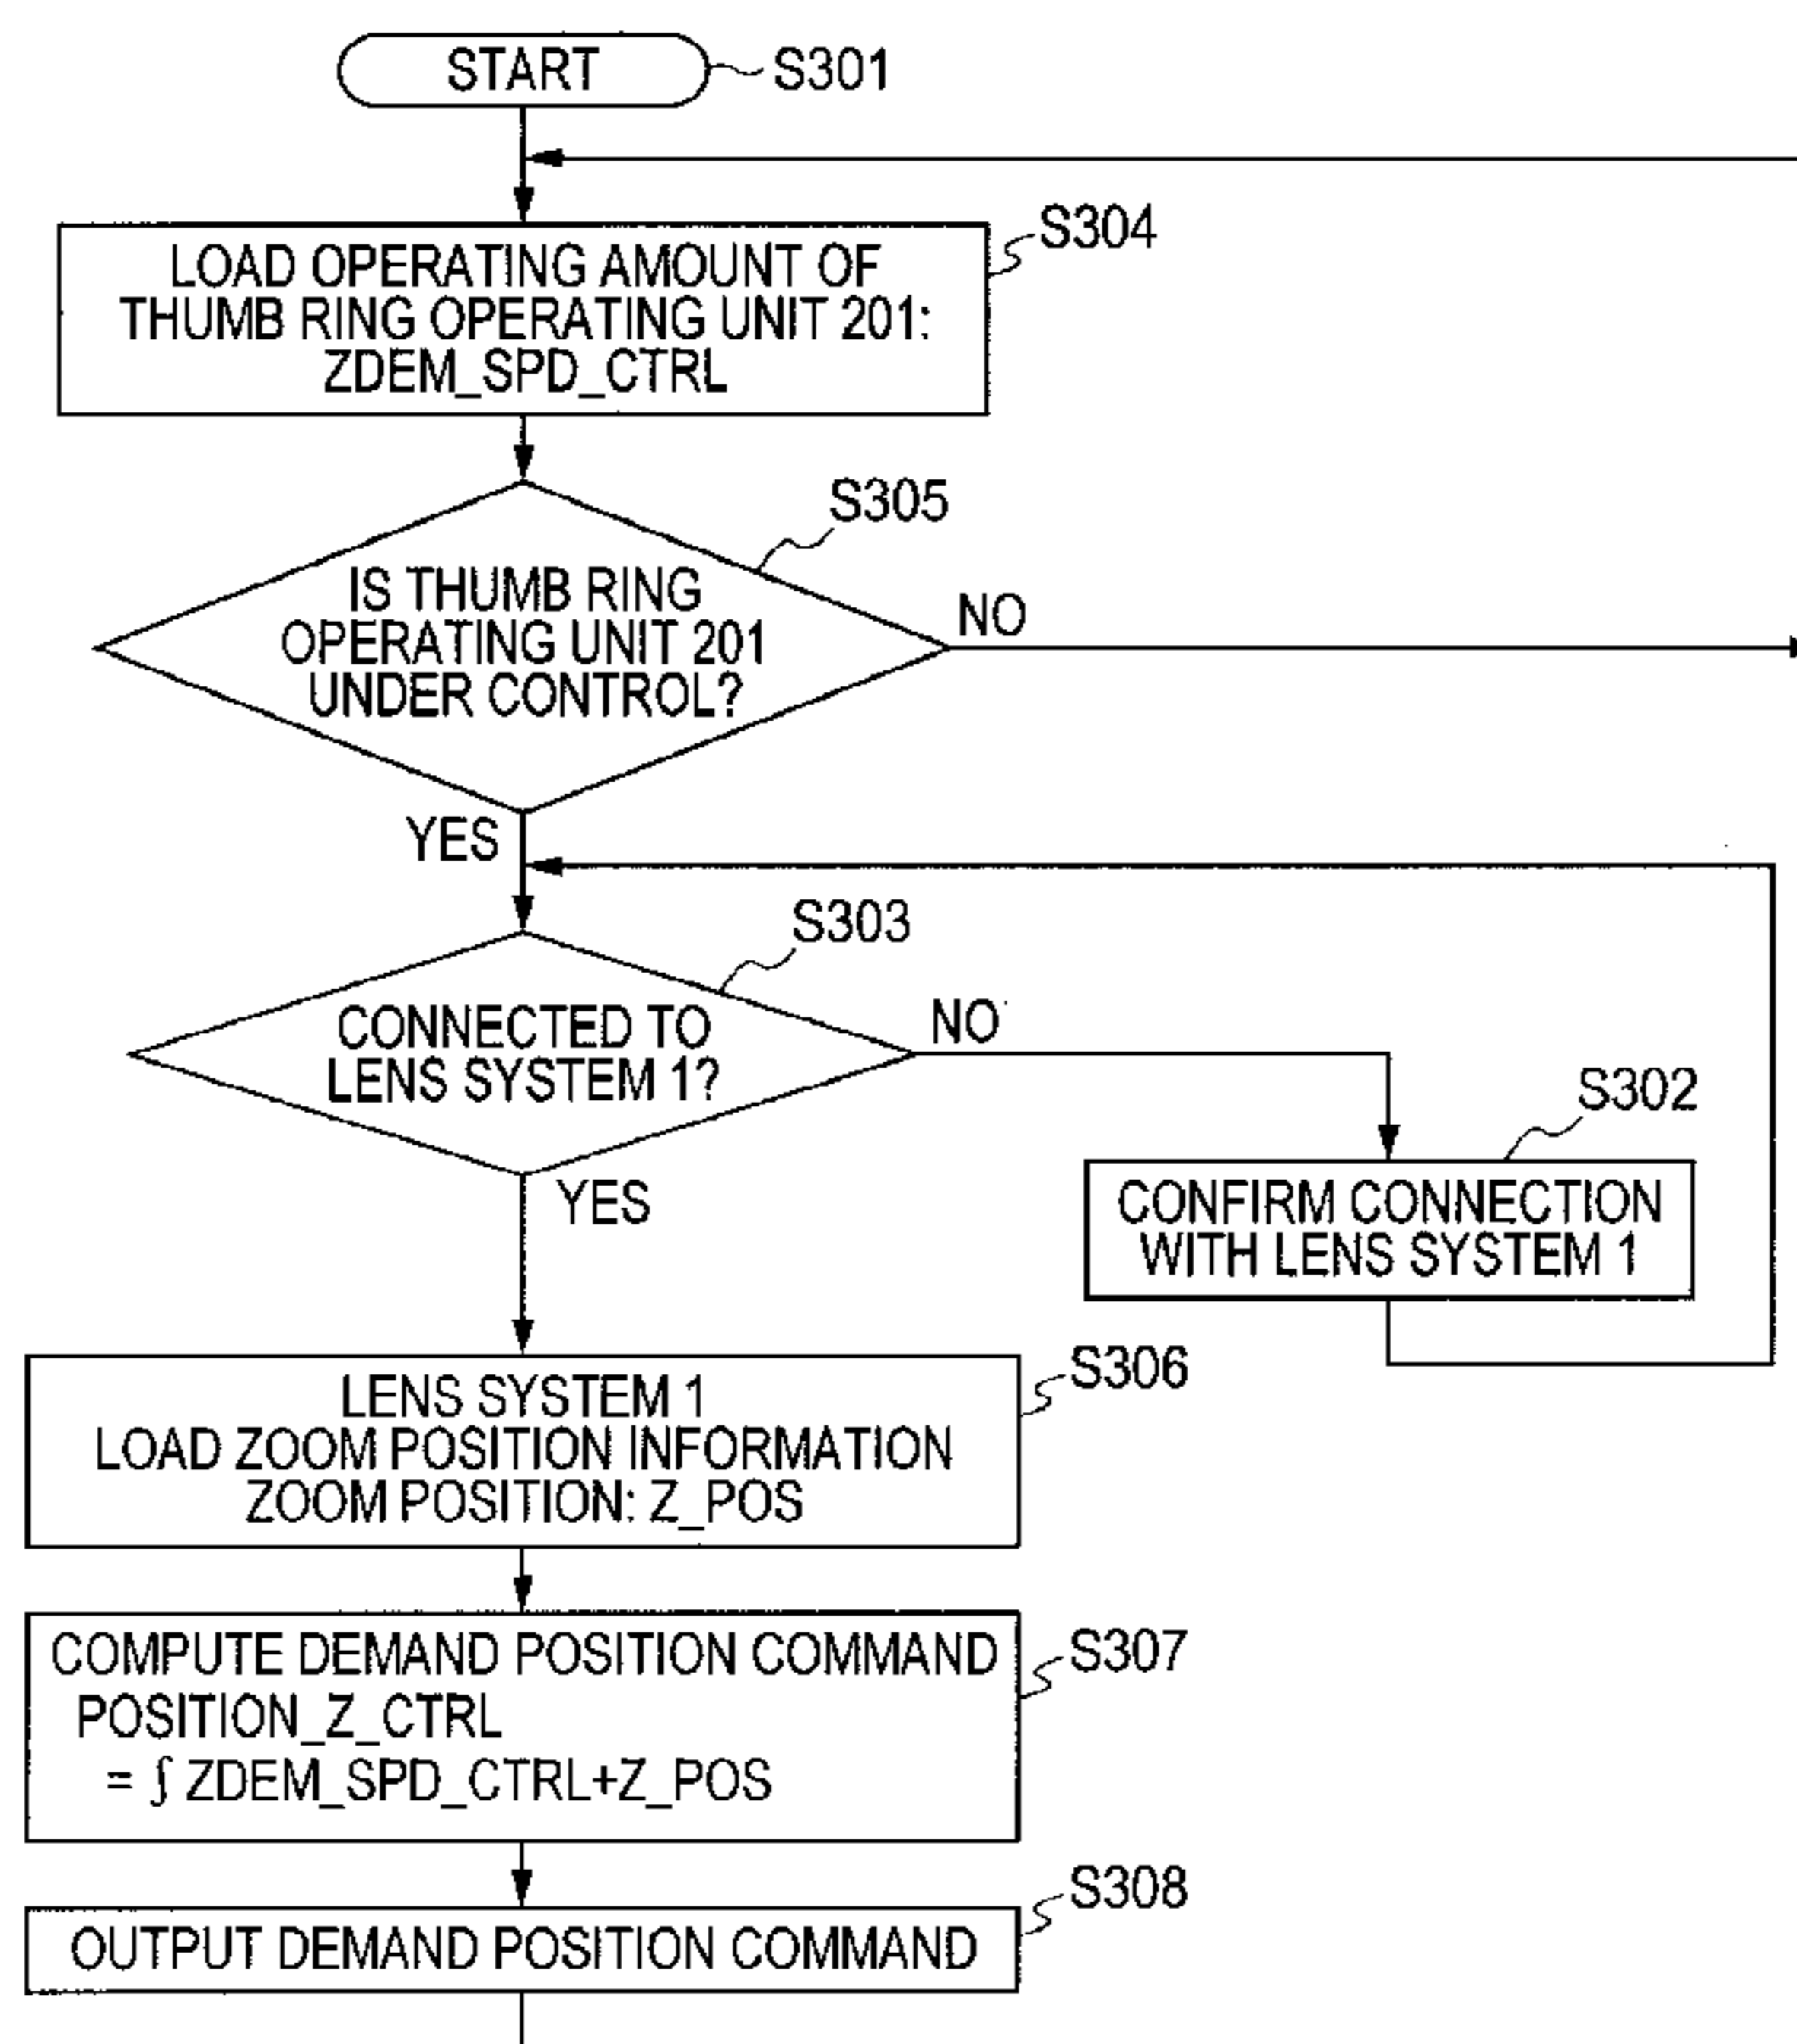 START
S301
S304
LOAD OPERATING AMOUNT OF
THUMB RING OPERATING UNIT 201:
ZDEM_SPD_CTRL
S305
IS THUMB RING
OPERATING UNIT 201
UNDER CONTROL?
NO
YES
S303
CONNECTED TO
LENS SYSTEM 1?
NO
YES
S302
CONFIRM CONNECTION
WITH LENS SYSTEM 1
S306
LENS SYSTEM 1
LOAD ZOOM POSITION INFORMATION
ZOOM POSITION: Z_POS
S307
COMPUTE DEMAND POSITION COMMAND
POSITION_Z_CTRL
= ∫ ZDEM_SPD_CTRL+Z_POS
S308
OUTPUT DEMAND POSITION COMMAND